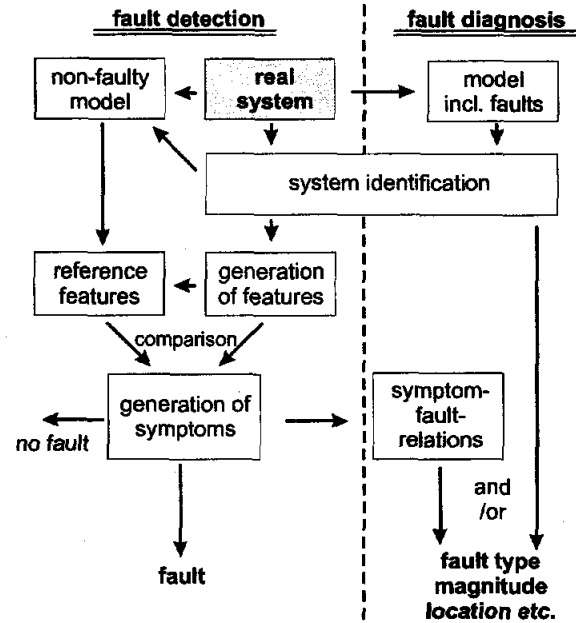 fault detection
fault diagnosis
non-faulty
model
real
system
model
incl. faults
system identification
reference
features
generation
of features
comparison
generation of
symptoms
symptom-
fault-
relations
no fault
and
/or
fault
fault type
magnitude
location etc.